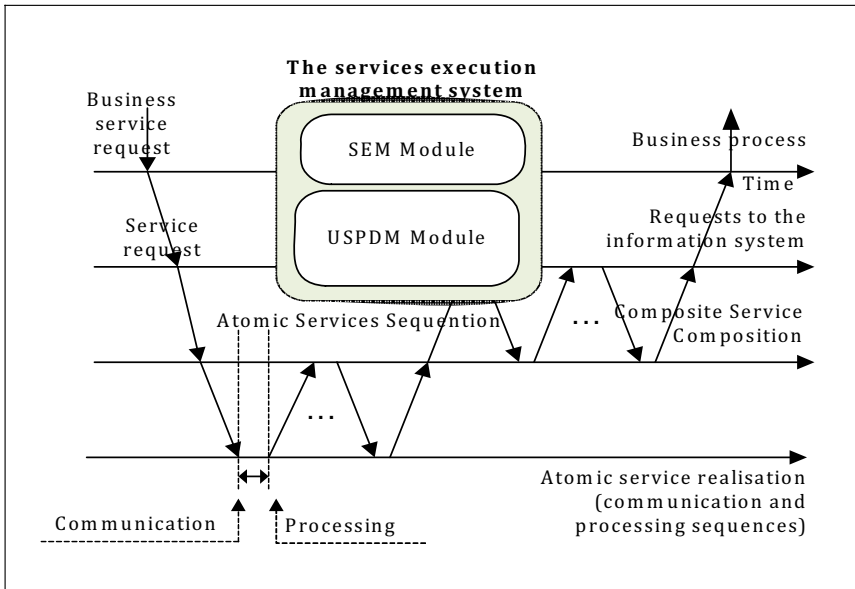 The services execution
management system
Business
service
request
SEM Module
Business process
Time
USPDM Module
Service
request
Requests to the
information system
Atomic Services Sequention
...
Composite Service
Composition
...
Atomic service realisation
(communication and
processing sequences)
Communication
Processing